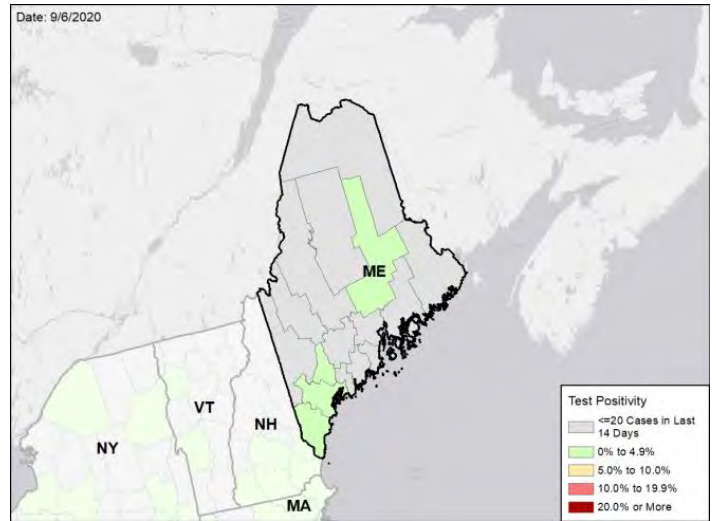 Date: 9/6/2020
ME
VT
NH
NY
MA
Test Positivity
<=20 Cases in Last
14 Days
0% to 4.9%
5.0% to 10.0%
10.0% to 19.9%
20.0% or More